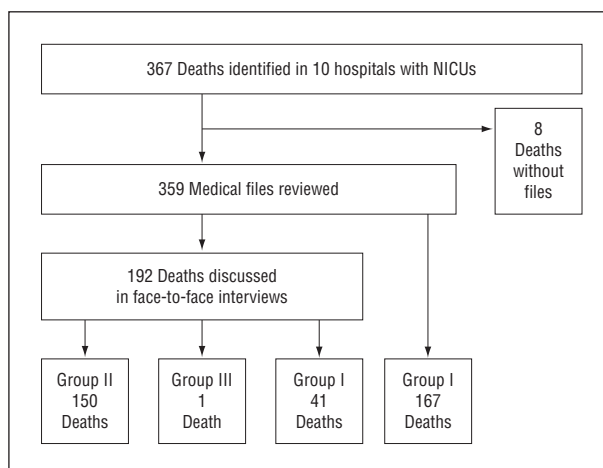 367 Deaths identified in 10 hospitals with NICUs
8
Deaths
without
files
359 Medical files reviewed
192 Deaths discussed
in face-to-face interviews
Group II
150
Deaths
Group III
1
Death
Group I
41
Deaths
Group I
167
Deaths